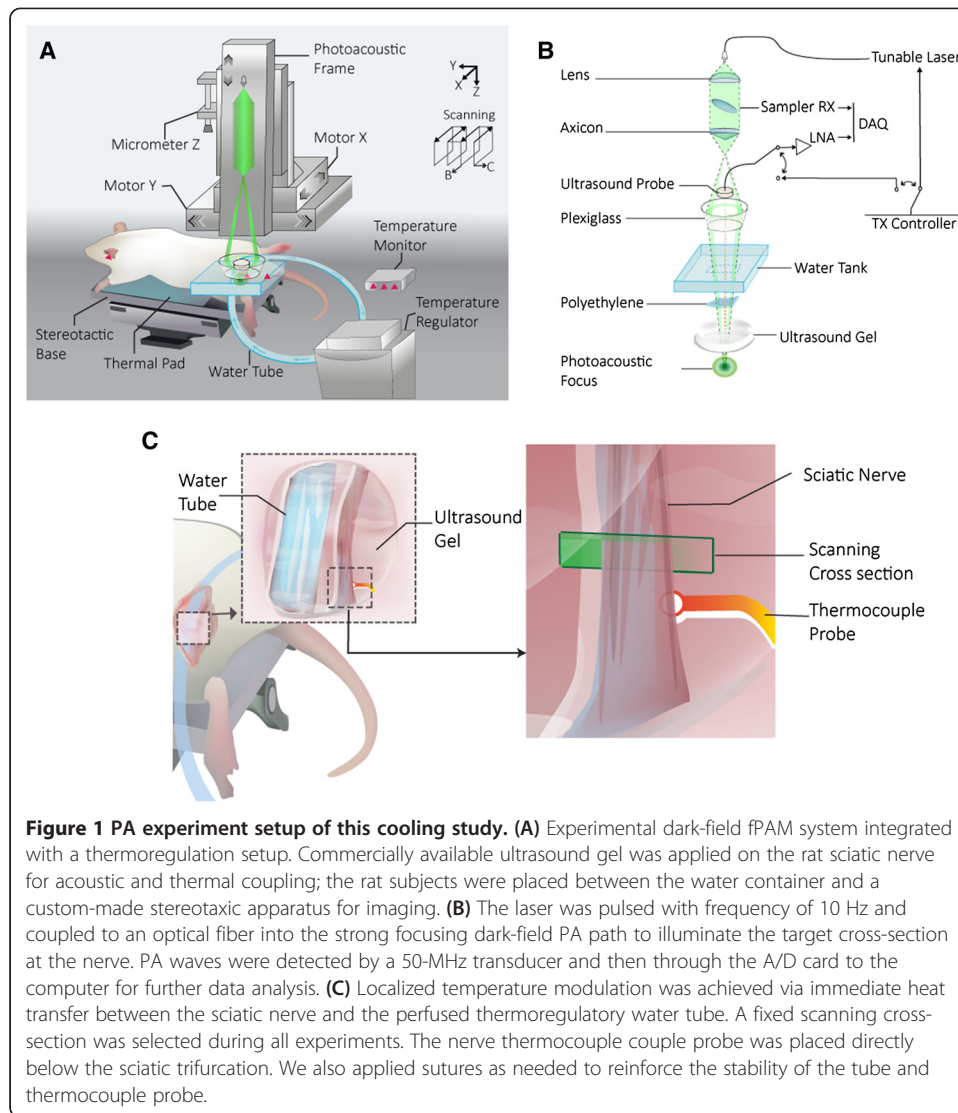 A
Photoacoustic
Frame
Y
X
Z
Scanning
B
C
Micrometer Z
Motor X
Motor Y
Temperature
Monitor
Stereotactic
Base
Thermal Pad
Water Tube
Temperature
Regulator
B
Tunable Laser
Lens
Sampler RX
DAQ
Axicon
LNA
Ultrasound Probe
Plexiglass
TX Controller
Water Tank
Polyethylene
Ultrasound Gel
Photoacoustic
Focus
C
Water
Tube
Ultrasound
Gel
Sciatic Nerve
Scanning
Cross section
Thermocouple
Probe
Figure 1 PA experiment setup of this cooling study. (A) Experimental dark-field fPAM system integrated
with a thermoregulation setup. Commercially available ultrasound gel was applied on the rat sciatic nerve
for acoustic and thermal coupling; the rat subjects were placed between the water container and a
custom-made stereotaxic apparatus for imaging. (B) The laser was pulsed with frequency of 10 Hz and
coupled to an optical fiber into the strong focusing dark-field PA path to illuminate the target cross-section
at the nerve. PA waves were detected by a 50-MHz transducer and then through the A/D card to the
computer for further data analysis. (C) Localized temperature modulation was achieved via immediate heat
transfer between the sciatic nerve and the perfused thermoregulatory water tube. A fixed scanning cross-
section was selected during all experiments. The nerve thermocouple couple probe was placed directly
below the sciatic trifurcation. We also applied sutures as needed to reinforce the stability of the tube and
thermocouple probe.